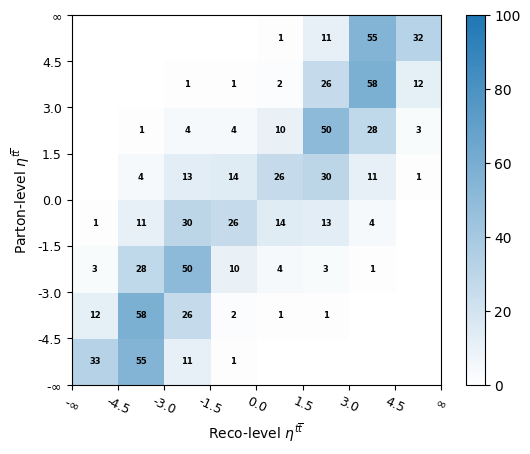 ∞ 1 11 55 32 100
4.5
1 1 2 26 58 12
3.0 80
1 4 4 10 50 28 3
1.5 60
4 13 14 26 30 11 1
0.0
1 11 30 26 14 13 4 40
-1.5
3 28 50 10 4 3 1
-3.0 20
12 58 26 2 1 1
-4.5
33 55 11 1
-∞ 0
-∞ -4.5 -3.0 -1.5 0.0 1.5 3.0 4.5 ∞
Reco-level η^{tt̅}
Parton-level η^{tt̅}